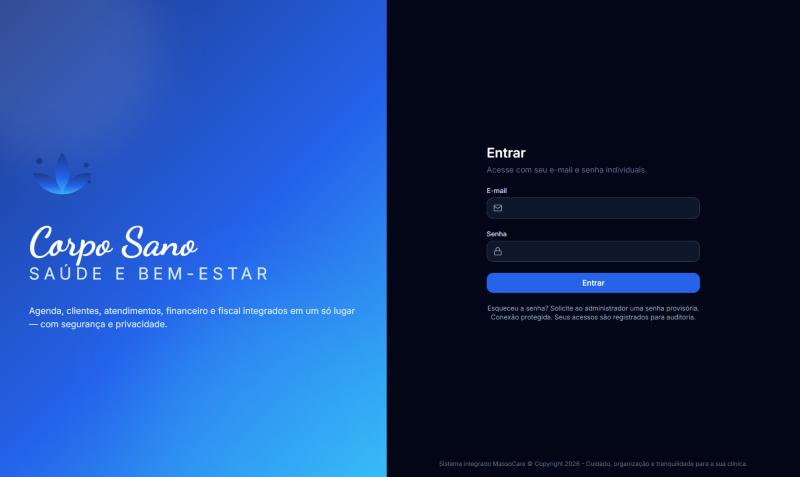 Corpo Sano
SAÚDE E BEM-ESTAR
Agenda, clientes, atendimentos, financeiro e fiscal integrados em um só lugar
— com segurança e privacidade.
Entrar
Acesse com seu e-mail e senha individuais.
E-mail
Senha
Entrar
Esqueceu a senha? Solicite ao administrador uma senha provisória.
Conexão protegida. Seus acessos são registrados para auditoria.
Sistema integrado MassoCare © Copyright 2026 - Cuidado, organização e tranquilidade para a sua clínica.